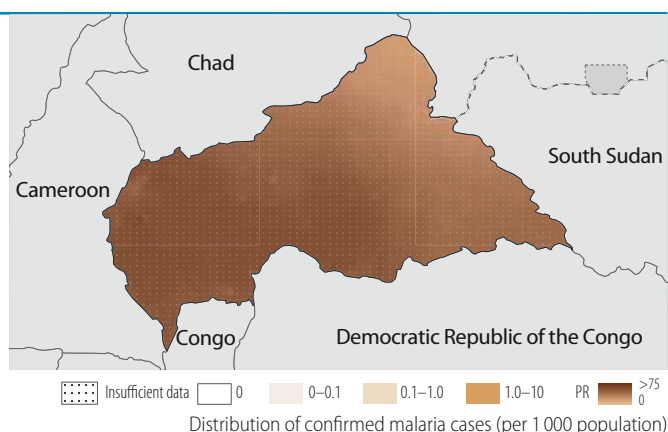 Chad
South Sudan
Cameroon
Congo
Democratic Republic of the Congo
Insufficient data 0 0–0.1 0.1–1.0 1.0–10 PR >75
0
Distribution of confirmed malaria cases (per 1 000 population)